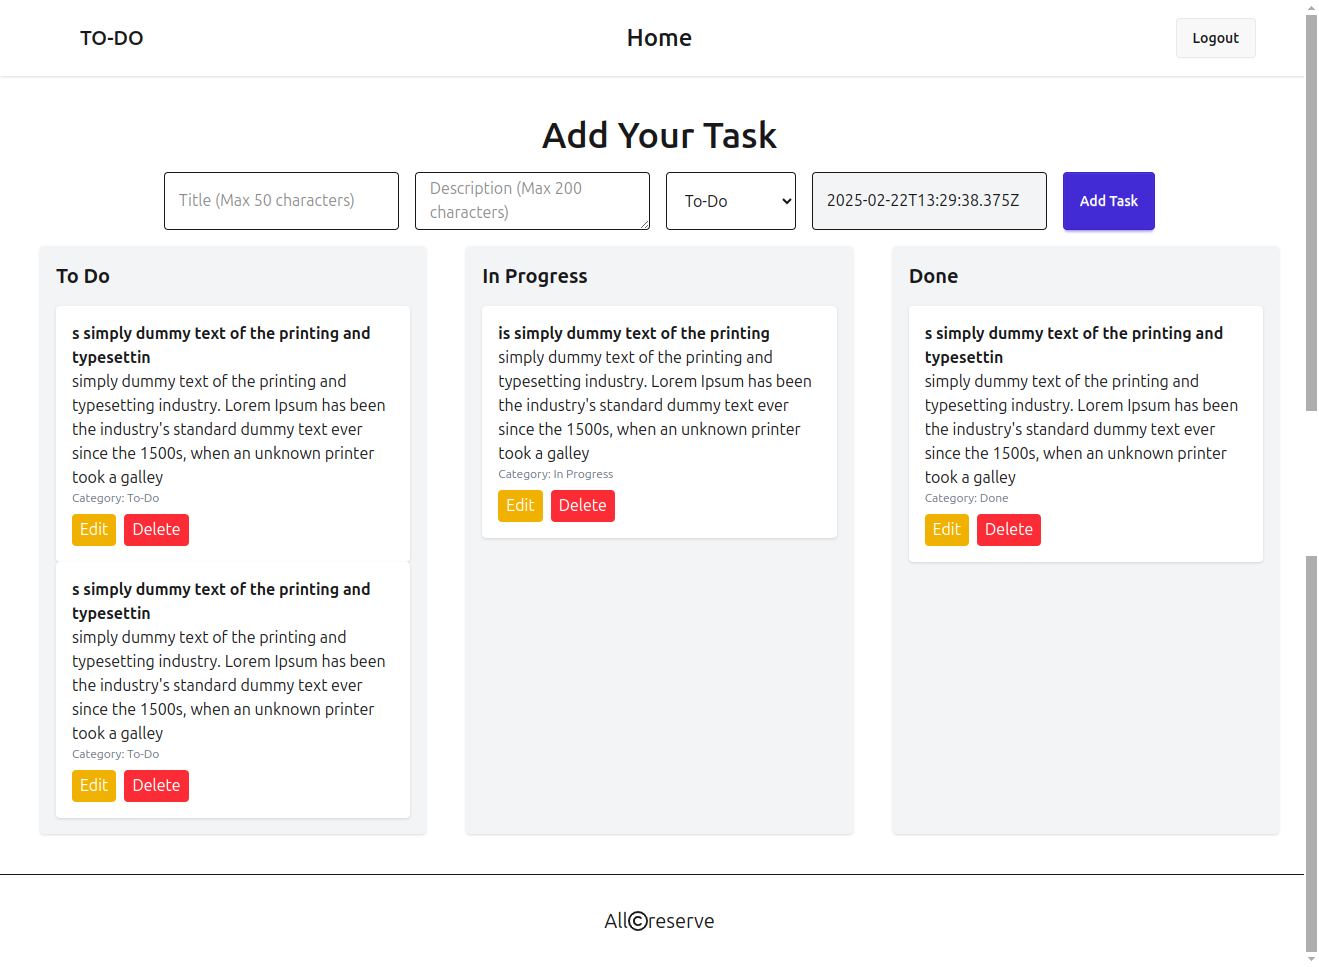 TO-DO
Home
Logout
Add Your Task
Title (Max 50 characters)
Description (Max 200
characters)
To-Do
2025-02-22T13:29:38.375Z
Add Task
To Do
s simply dummy text of the printing and
typesettin
simply dummy text of the printing and
typesetting industry. Lorem Ipsum has been
the industry's standard dummy text ever
since the 1500s, when an unknown printer
took a galley
Category: To-Do
Edit
Delete
s simply dummy text of the printing and
typesettin
simply dummy text of the printing and
typesetting industry. Lorem Ipsum has been
the industry's standard dummy text ever
since the 1500s, when an unknown printer
took a galley
Category: To-Do
Edit
Delete
In Progress
is simply dummy text of the printing
simply dummy text of the printing and
typesetting industry. Lorem Ipsum has been
the industry's standard dummy text ever
since the 1500s, when an unknown printer
took a galley
Category: In Progress
Edit
Delete
Done
s simply dummy text of the printing and
typesettin
simply dummy text of the printing and
typesetting industry. Lorem Ipsum has been
the industry's standard dummy text ever
since the 1500s, when an unknown printer
took a galley
Category: Done
Edit
Delete
All©reserve